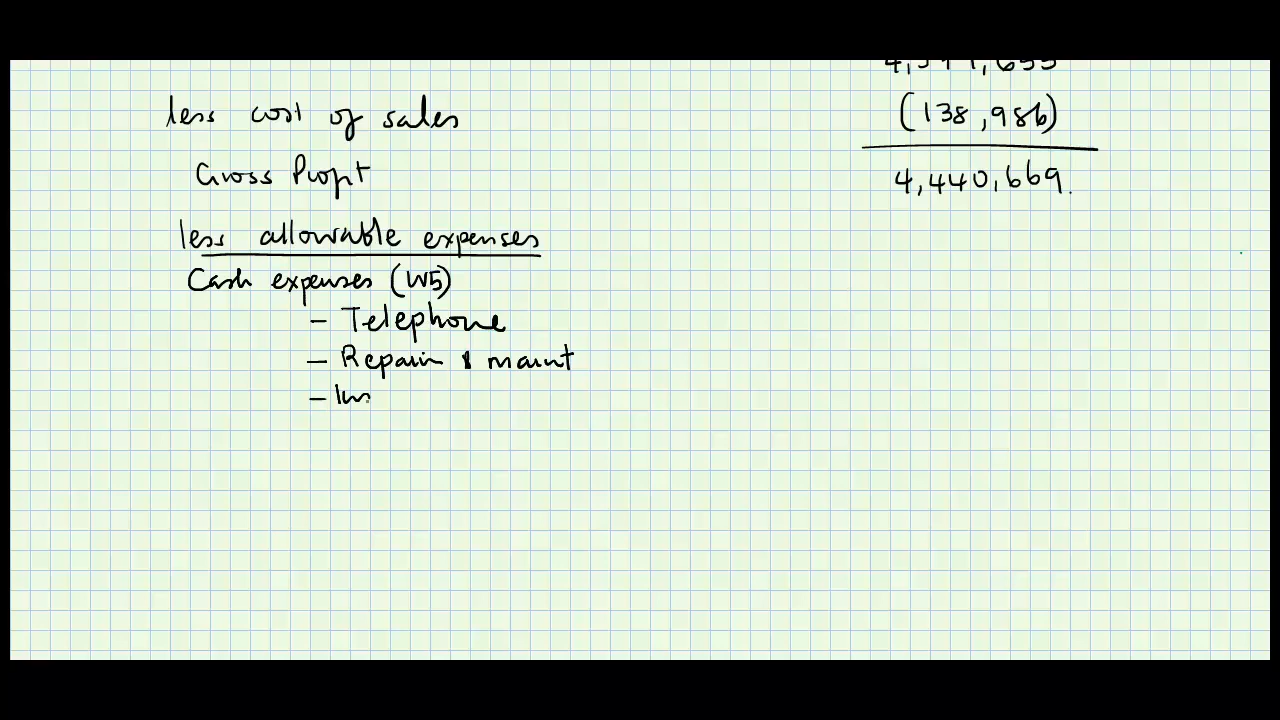 less cost of sales (138,986)
Gross Profit 4,440,669.
less allowable expenses
Cash expenses (W5)
– Telephone
– Repair & maint
– Ins